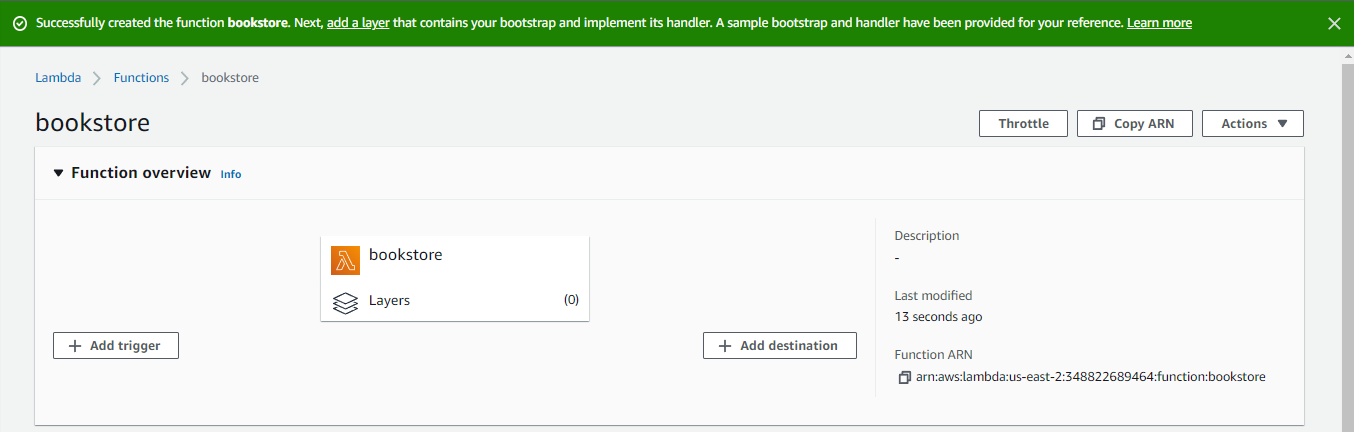 Successfully created the function bookstore. Next, add a layer that contains your bootstrap and implement its handler. A sample bootstrap and handler have been provided for your reference. Learn more
Lambda
Functions
bookstore
bookstore
Throttle
Copy ARN
Actions
Function overview Info
bookstore
Layers (0)
Add trigger
Add destination
Description
-
Last modified
13 seconds ago
Function ARN
arn:aws:lambda:us-east-2:348822689464:function:bookstore